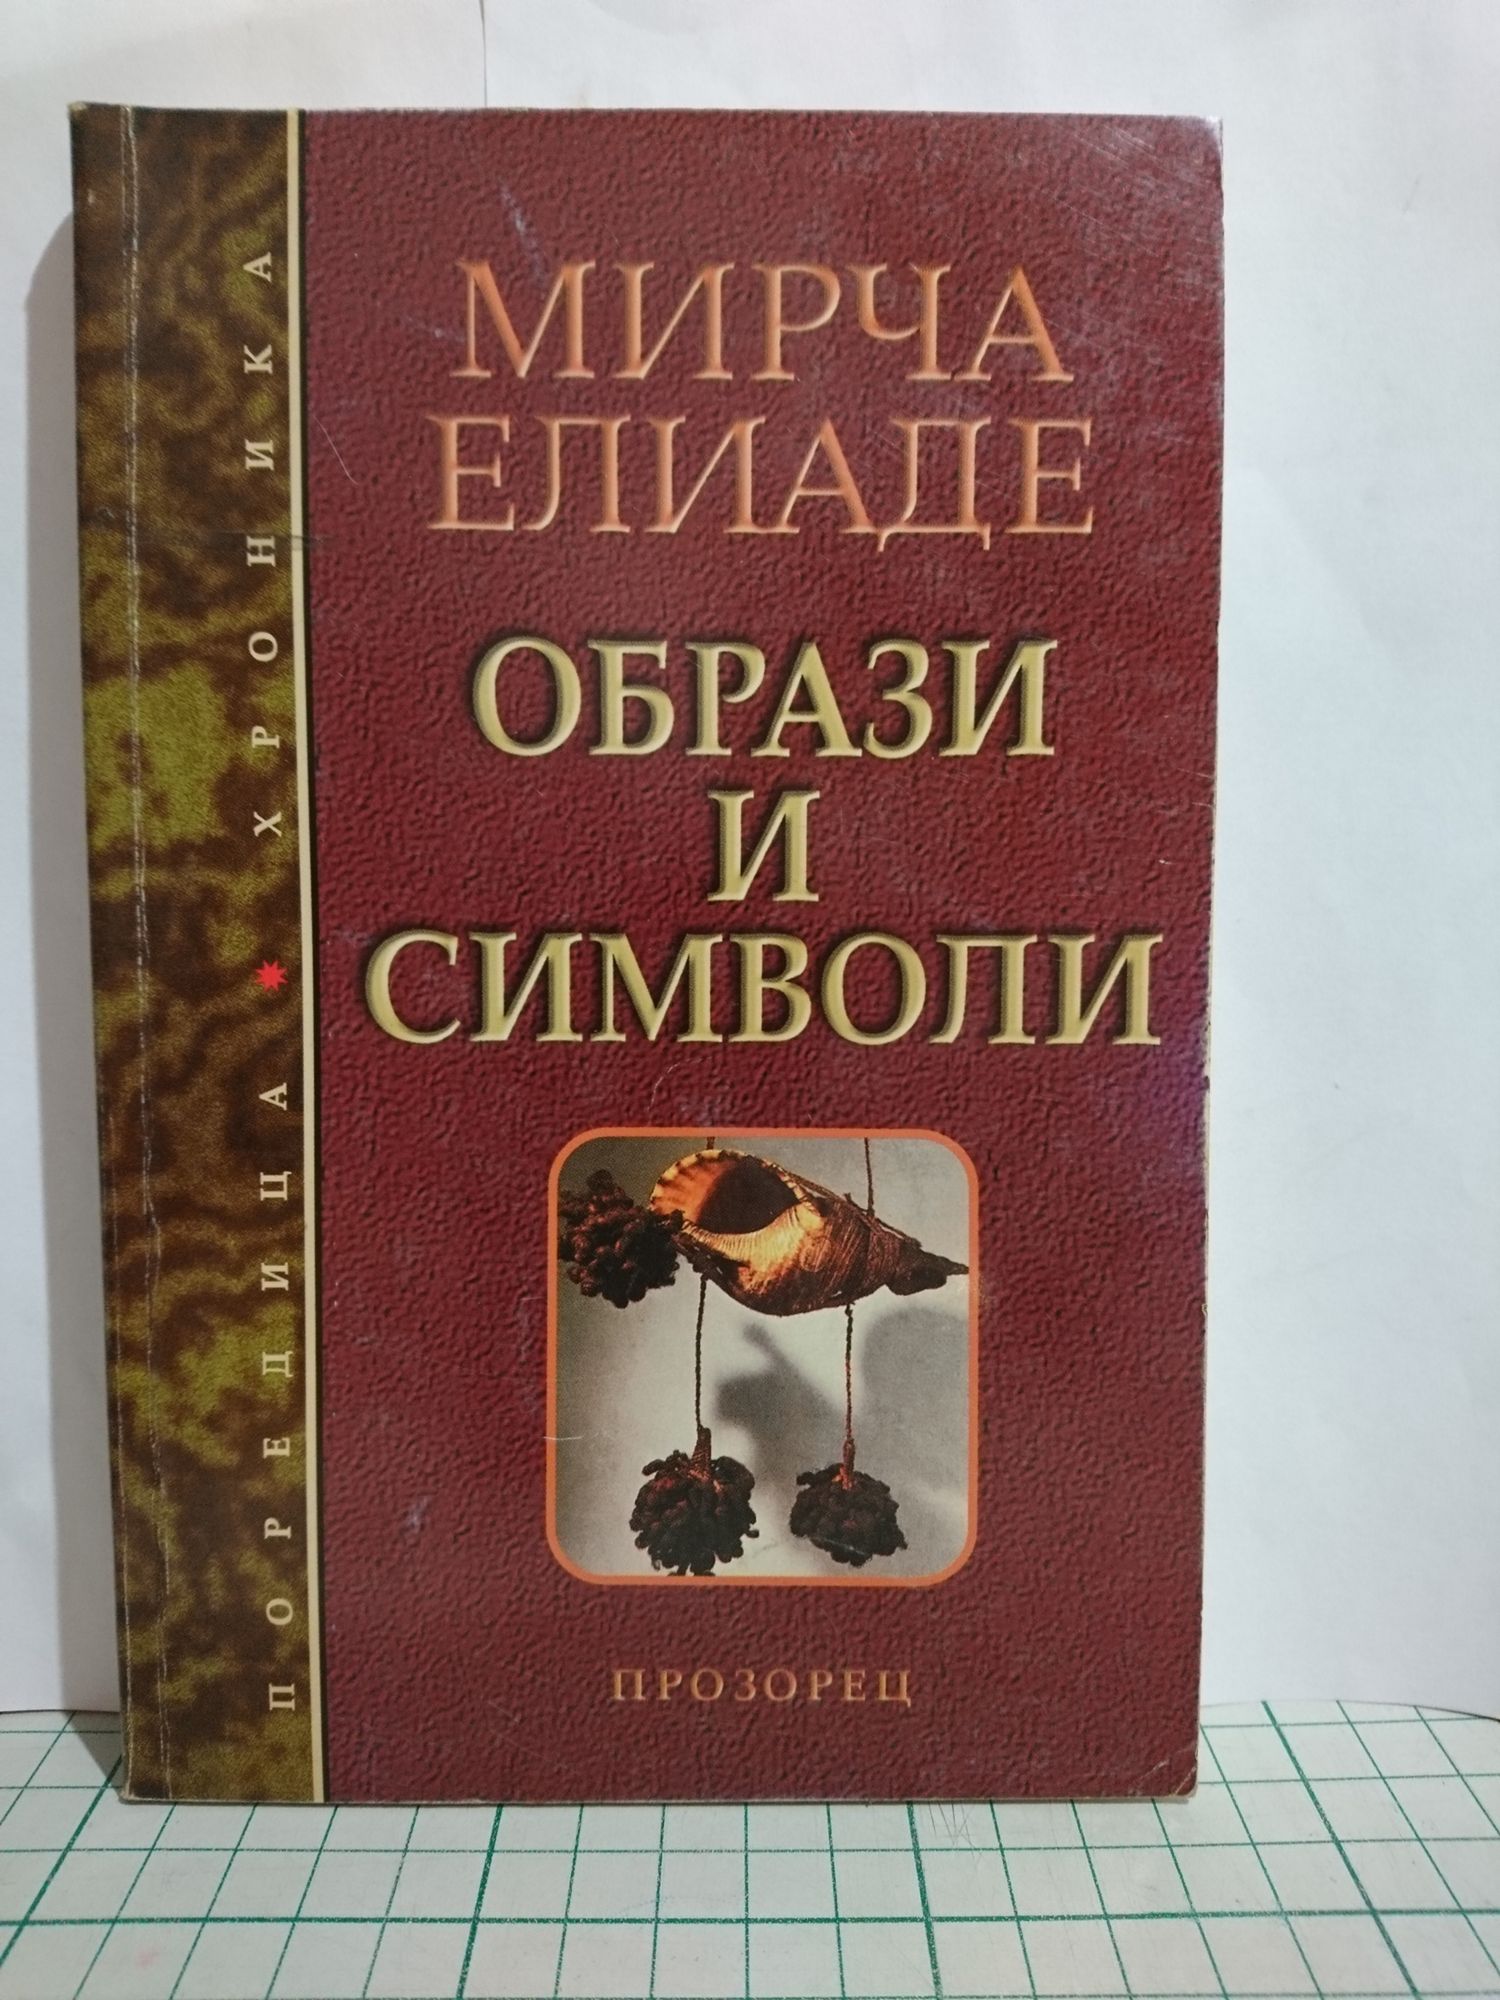 МИРЧА
ЕЛИАДЕ
ОБРАЗИ
И
СИМВОЛИ
ПРОЗОРЕЦ
ПОРЕДИЦА ХРОНИКА